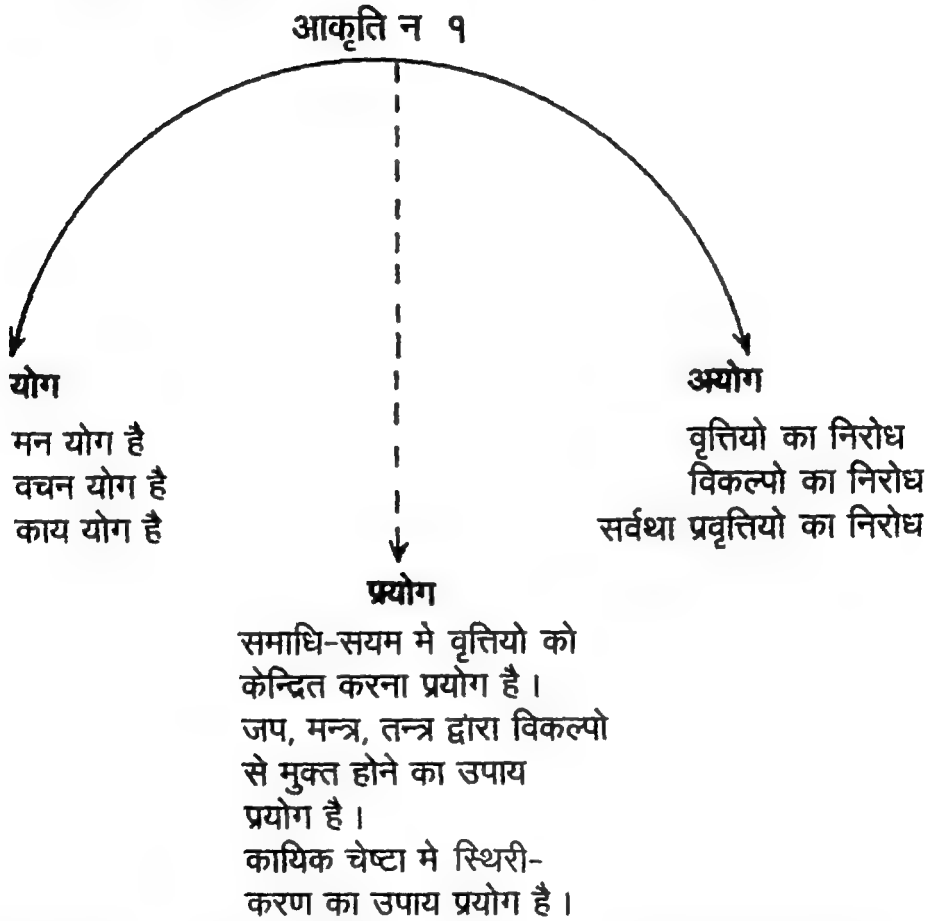 आकृति न १
योग
मन योग है
वचन योग है
काय योग है
अयोग
वृत्तियो का निरोध
विकल्पो का निरोध
सर्वथा प्रवृत्तियो का निरोध
प्रयोग
समाधि-सयम मे वृत्तियो को
केन्द्रित करना प्रयोग है ।
जप, मन्त्र, तन्त्र द्वारा विकल्पो
से मुक्त होने का उपाय
प्रयोग है ।
कायिक चेष्टा मे स्थिरी-
करण का उपाय प्रयोग है ।